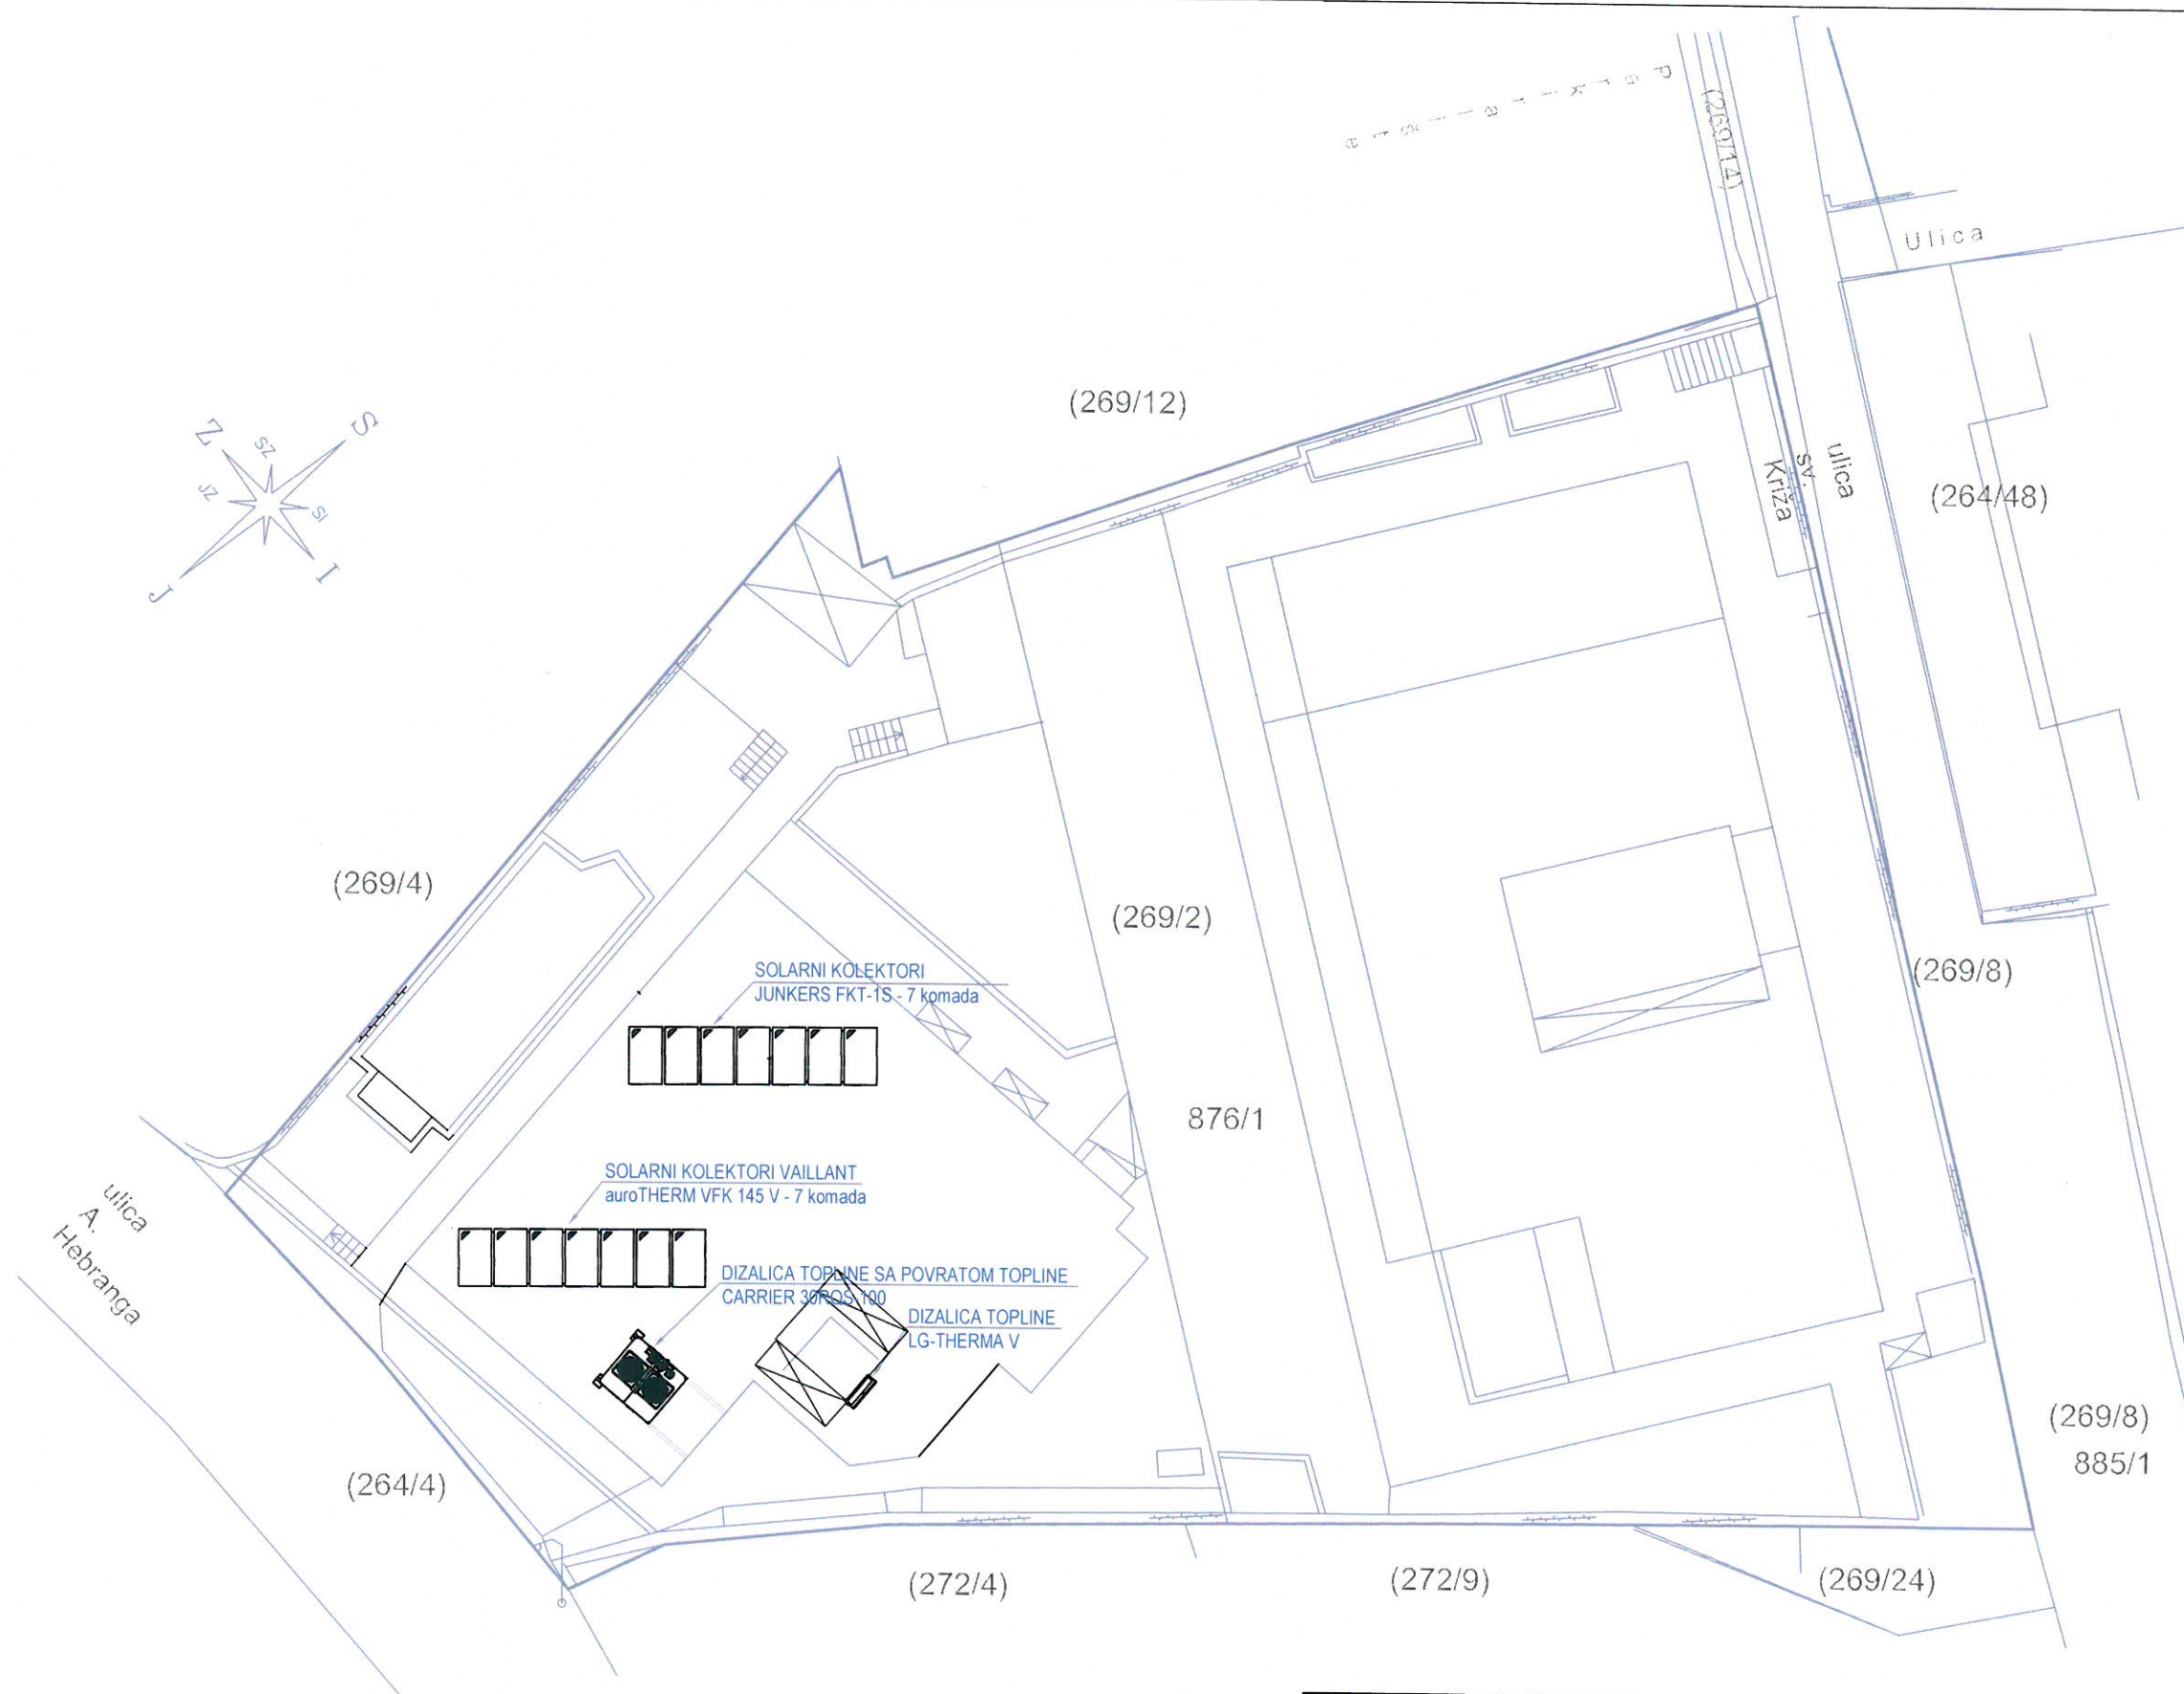 Parkiralište
(269/14)
Ulica
(269/12)
S
Z
SZ
JZ
SI
I
J
ulica
sv.
Križa
(264/48)
(269/4)
(269/2)
(269/8)
SOLARNI KOLEKTORI
JUNKERS FKT-1S - 7 komada
876/1
SOLARNI KOLEKTORI VAILLANT
auroTHERM VFK 145 V - 7 komada
ulica
A.
Hebranga
DIZALICA TOPLINE SA POVRATOM TOPLINE
CARRIER 30RQS-100
DIZALICA TOPLINE
LG-THERMA V
(269/8)
885/1
(264/4)
(272/4)
(272/9)
(269/24)